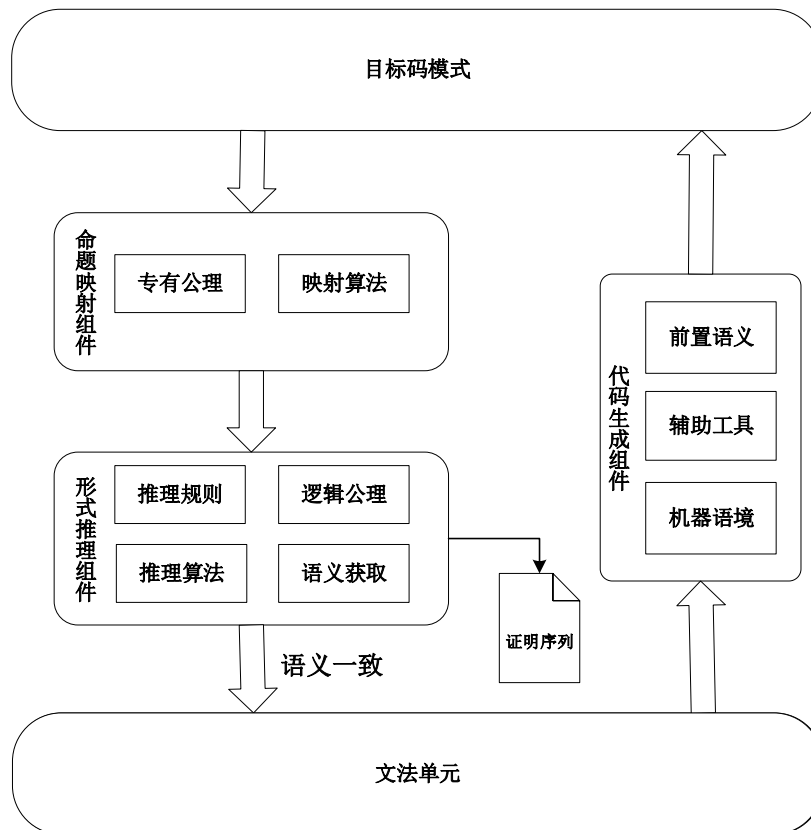 目标码模式
命题映射组件
专有公理
映射算法
前置语义
代码生成组件
辅助工具
机器语境
形式推理组件
推理规则
逻辑公理
推理算法
语义获取
证明序列
语义一致
文法单元